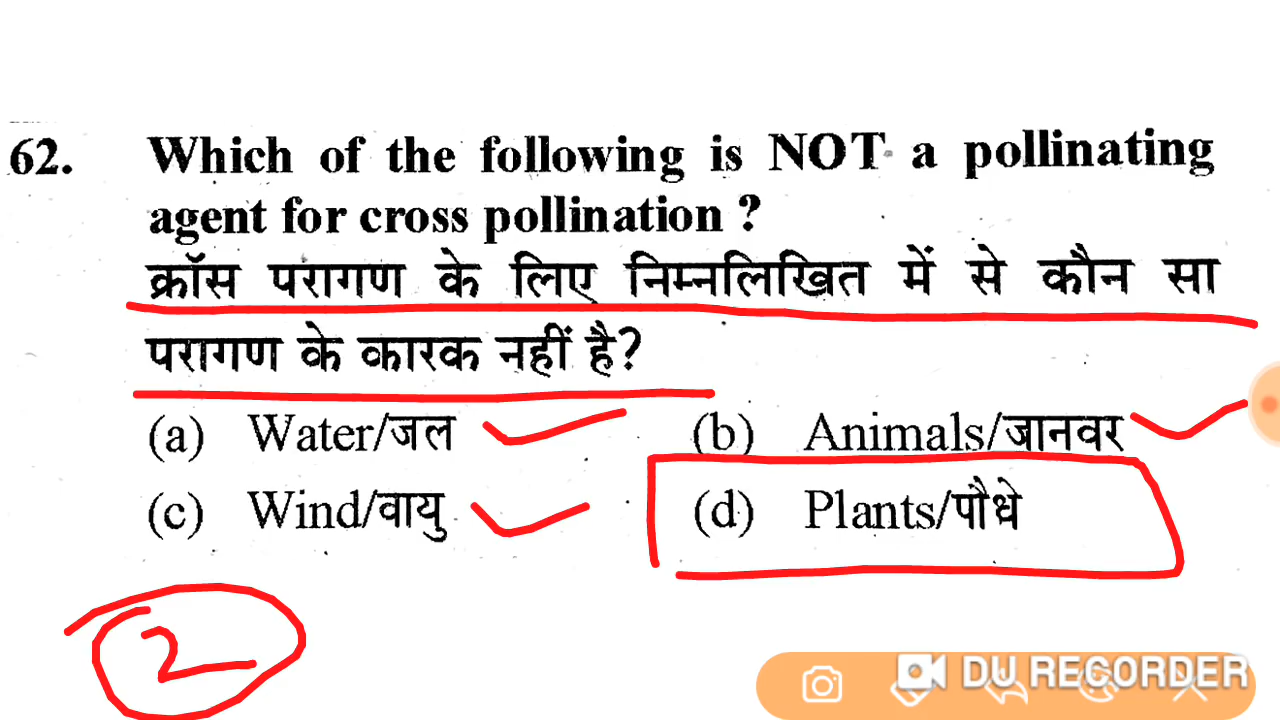 62. Which of the following is NOT a pollinating
agent for cross pollination ?
क्रॉस परागण के लिए निम्नलिखित में से कौन सा
परागण के कारक नहीं है?
(a) Water/जल (b) Animals/जानवर
(c) Wind/वायु (d) Plants/पौधे
2
DU RECORDER